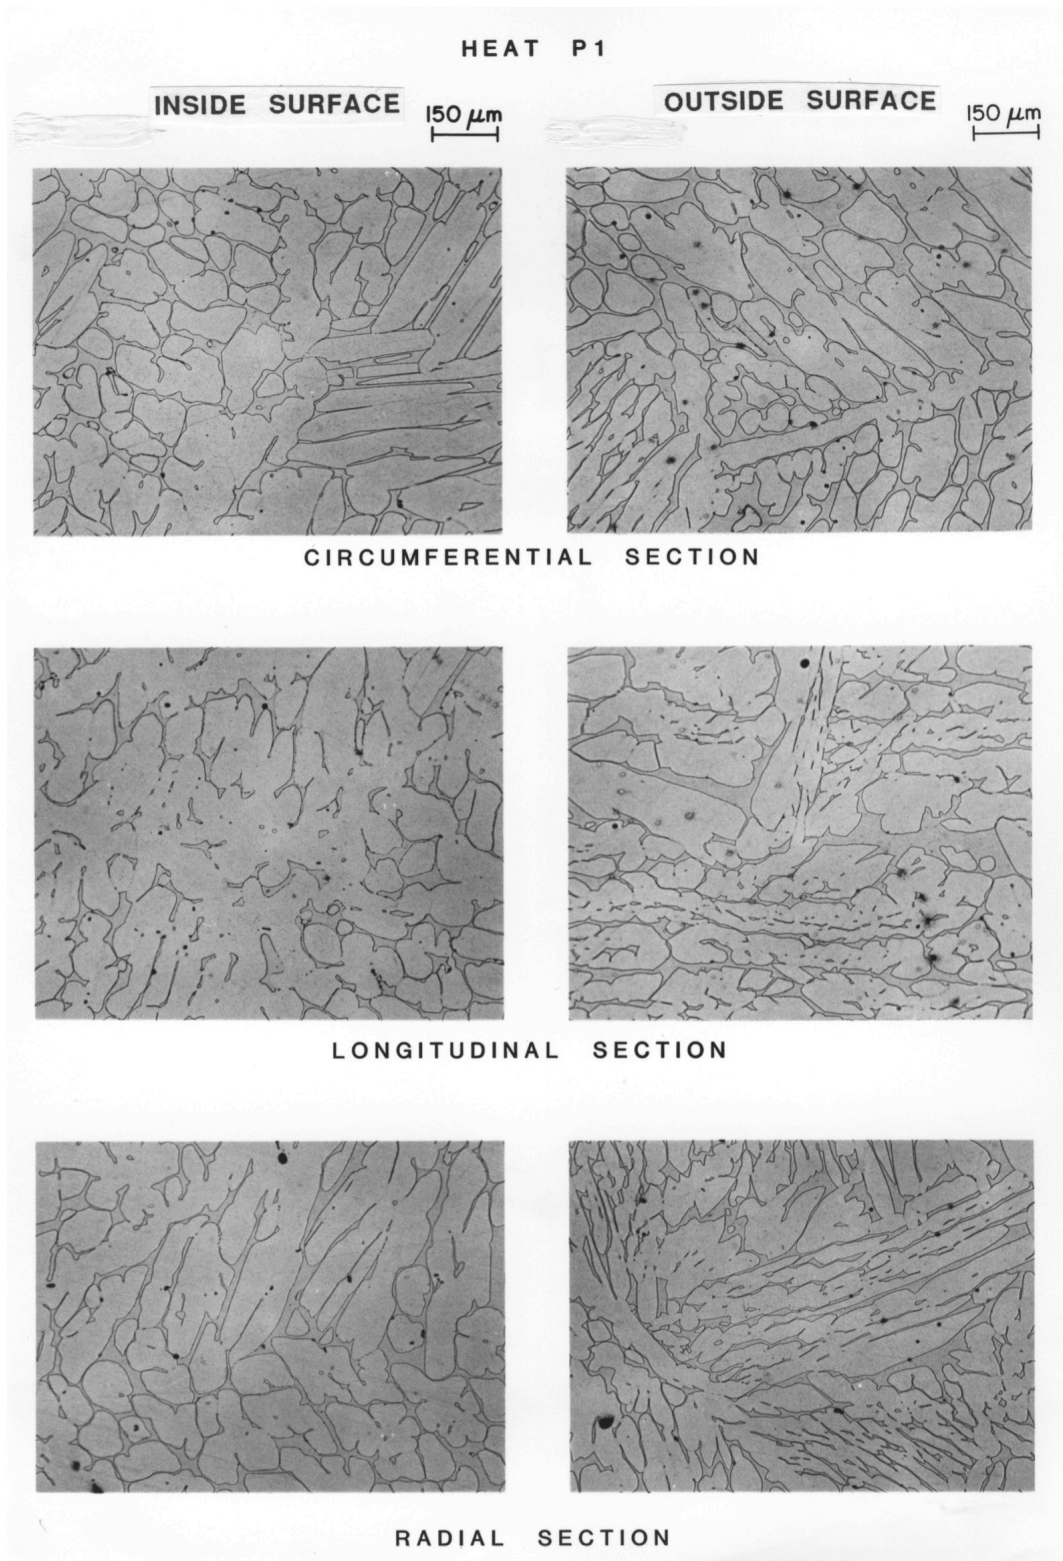 HEAT P1
INSIDE SURFACE
150 μm
OUTSIDE SURFACE
150 μm
CIRCUMFERENTIAL SECTION
LONGITUDINAL SECTION
RADIAL SECTION